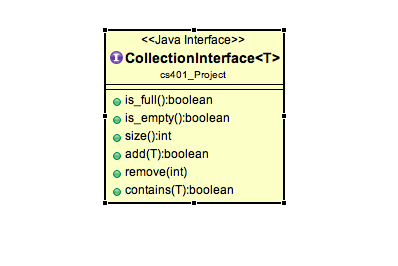 <<Java Interface>>
CollectionInterface<T>
cs401_Project
is_full():boolean
is_empty():boolean
size():int
add(T):boolean
remove(int)
contains(T):boolean